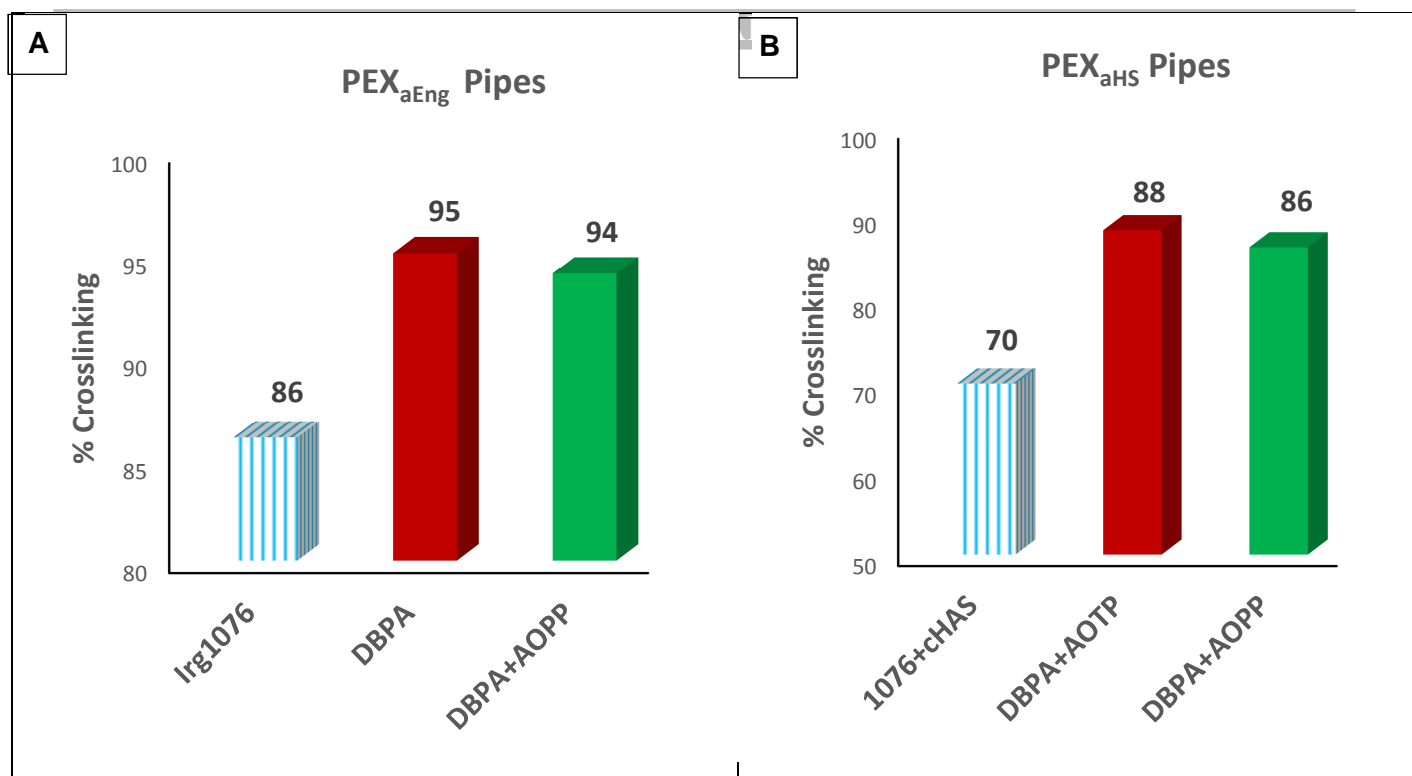 A
PEXaEng Pipes
% Crosslinking
100
95
90
85
80
86
95
94
Irg1076
DBPA
DBPA+AOPP
B
PEXaHS Pipes
% Crosslinking
100
90
80
70
60
50
70
88
86
1076+cHAS
DBPA+AOTP
DBPA+AOPP